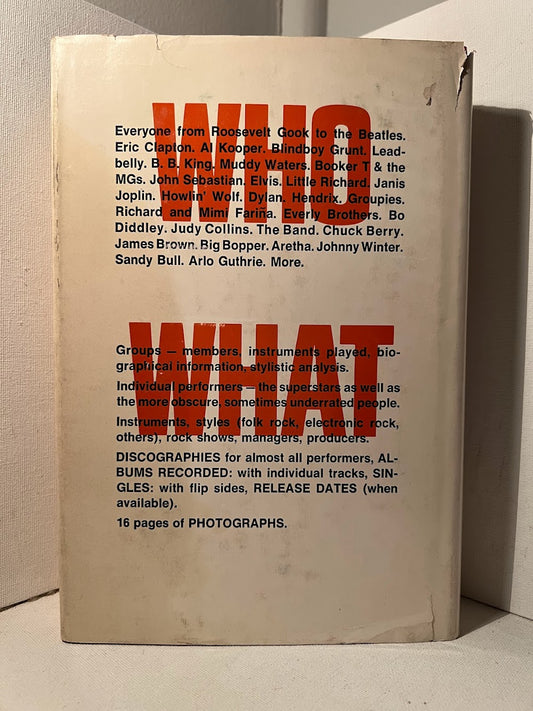 WHO
Everyone from Roosevelt Gook to the Beatles.
Eric Clapton. Al Kooper. Blindboy Grunt. Lead-
belly. B. B. King. Muddy Waters. Booker T & the
MGs. John Sebastian. Elvis. Little Richard. Janis
Joplin. Howlin' Wolf. Dylan. Hendrix. Groupies.
Richard and Mimi Fariña. Everly Brothers. Bo
Diddley. Judy Collins. The Band. Chuck Berry.
James Brown. Big Bopper. Aretha. Johnny Winter.
Sandy Bull. Arlo Guthrie. More.
WHAT
Groups — members, instruments played, bio-
graphical information, stylistic analysis.
Individual performers — the superstars as well as
the more obscure, sometimes underrated people.
Instruments, styles (folk rock, electronic rock,
others), rock shows, managers, producers.
DISCOGRAPHIES for almost all performers, AL-
BUMS RECORDED: with individual tracks, SIN-
GLES: with flip sides, RELEASE DATES (when
available).
16 pages of PHOTOGRAPHS.